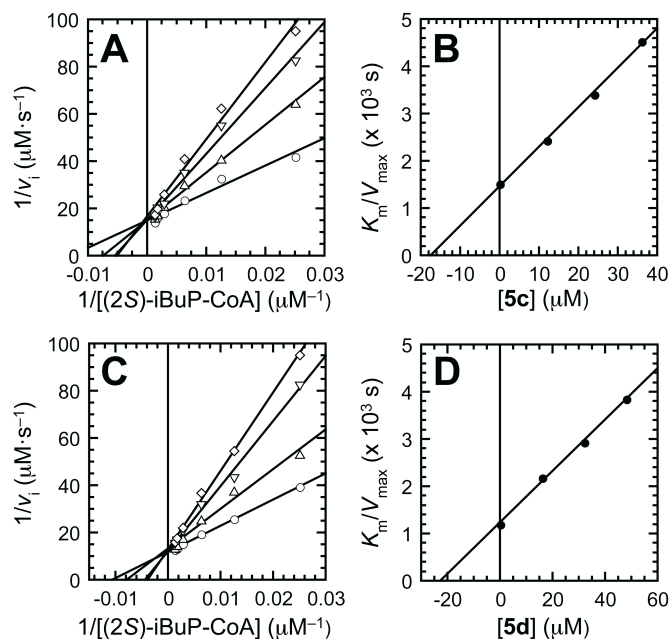 A
100
80
60
40
20
0
1/vi (μM·s⁻¹)
-0.01 0 0.01 0.02 0.03
1/[(2S)-iBuP-CoA] (μM⁻¹)
B
5
4
3
2
1
0
Km/Vmax (x 10³ s)
-20 -10 0 10 20 30 40
[5c] (μM)
C
100
80
60
40
20
0
1/vi (μM·s⁻¹)
-0.01 0 0.01 0.02 0.03
1/[(2S)-iBuP-CoA] (μM⁻¹)
D
5
4
3
2
1
0
Km/Vmax (x 10³ s)
-20 0 20 40 60
[5d] (μM)